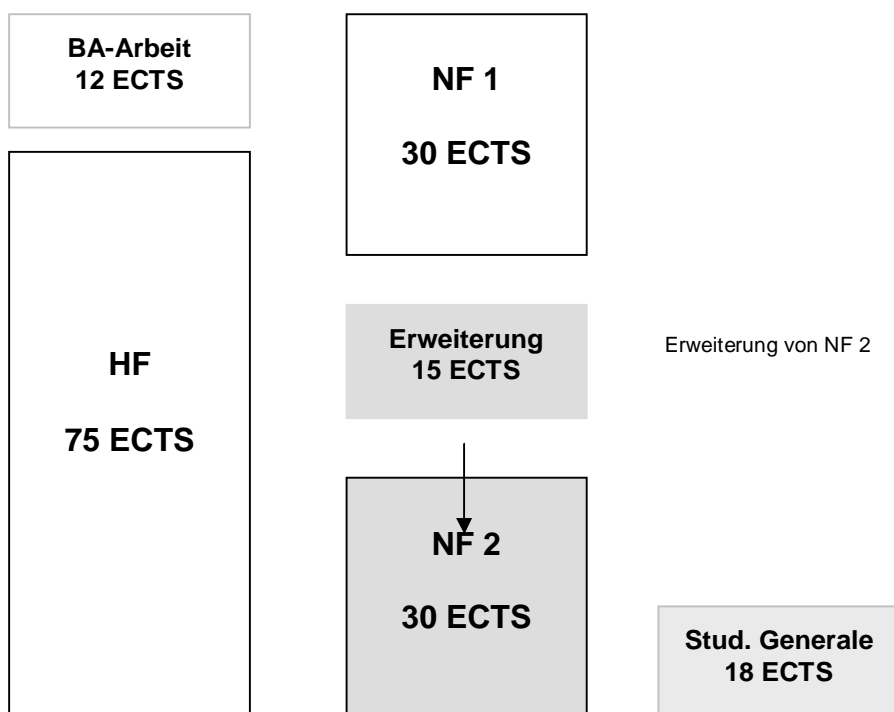 BA-Arbeit
12 ECTS
HF
75 ECTS
NF 1
30 ECTS
Erweiterung
15 ECTS
Erweiterung von NF 2
NF 2
30 ECTS
Stud. Generale
18 ECTS